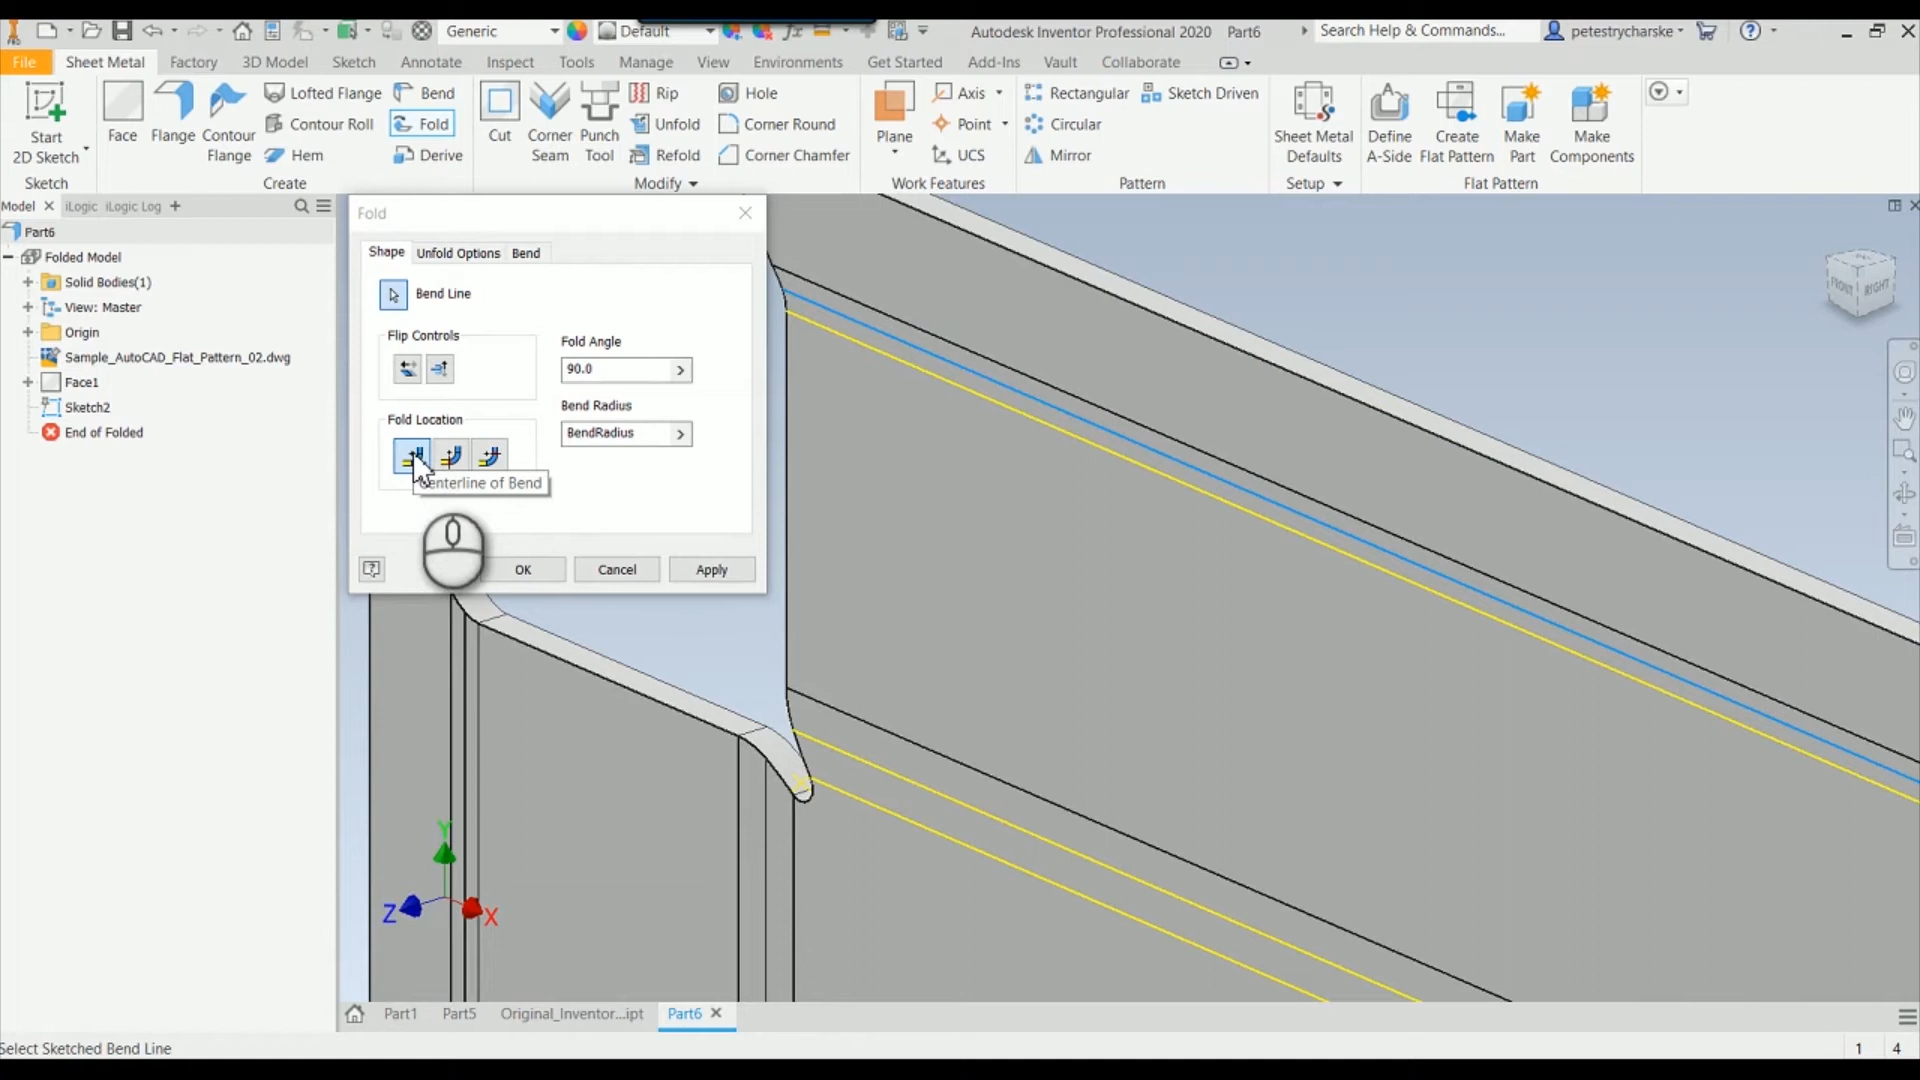 Generic
Default
fx
Autodesk Inventor Professional 2020 Part6
Search Help & Commands...
petestrycharske
File
Sheet Metal
Factory
3D Model
Sketch
Annotate
Inspect
Tools
Manage
View
Environments
Get Started
Add-Ins
Vault
Collaborate
Start
2D Sketch
Face
Flange
Contour
Flange
Lofted Flange
Contour Roll
Hem
Bend
Fold
Derive
Cut
Corner
Seam
Punch
Tool
Rip
Unfold
Refold
Hole
Corner Round
Corner Chamfer
Plane
Axis
Point
UCS
Rectangular
Circular
Mirror
Sketch Driven
Sheet Metal
Defaults
Define
A-Side
Create
Flat Pattern
Make
Part
Make
Components
Sketch
Create
Modify
Work Features
Pattern
Setup
Flat Pattern
Model
iLogic
iLogic Log
Part6
Folded Model
Solid Bodies(1)
View: Master
Origin
Sample_AutoCAD_Flat_Pattern_02.dwg
Face1
Sketch2
End of Folded
Fold
Shape
Unfold Options
Bend
Bend Line
Flip Controls
Fold Angle
90.0
Fold Location
Bend Radius
BendRadius
enterline of Bend
OK
Cancel
Apply
FRONT
RIGHT
Y
Z
X
Part1
Part5
Original_Inventor...ipt
Part6
Select Sketched Bend Line
1
4